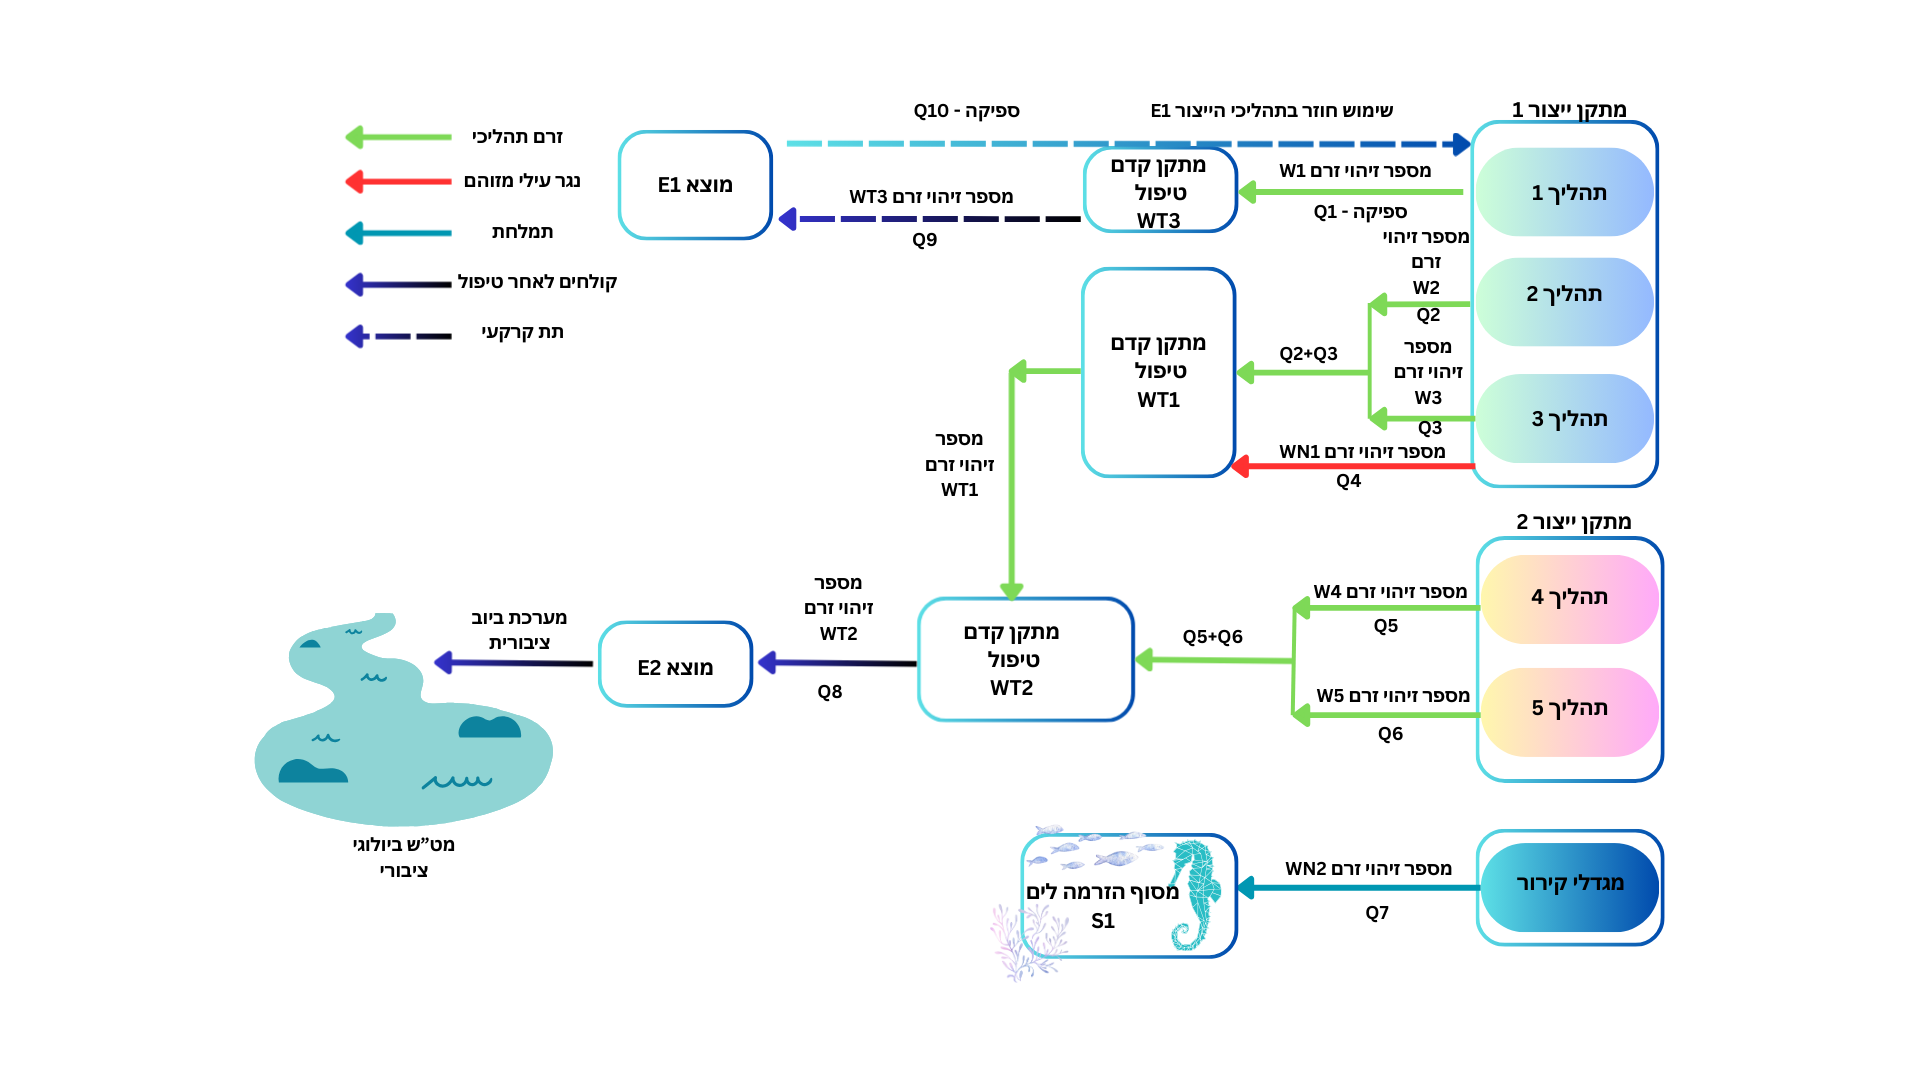 מתקן ייצור 1
שימוש חוזר בתהליכי הייצור E1
ספיקה - Q10
תהליך 1
מספר זיהוי זרם W1
ספיקה - Q1
מתקן קדם
טיפול
WT3
מספר זיהוי זרם WT3
Q9
מוצא E1
זרם תהליכי
נגר עילי מזוהם
תמלחת
קולחים לאחר טיפול
תת קרקעי
תהליך 2
מספר זיהוי
זרם
W2
Q2
תהליך 3
מספר
זיהוי זרם
W3
Q3
Q2+Q3
מספר זיהוי זרם WN1
Q4
מתקן קדם
טיפול
WT1
מספר
זיהוי זרם
WT1
מתקן ייצור 2
תהליך 4
מספר זיהוי זרם W4
Q5
תהליך 5
מספר זיהוי זרם W5
Q6
Q5+Q6
מתקן קדם
טיפול
WT2
מספר
זיהוי זרם
WT2
Q8
מוצא E2
מערכת ביוב
ציבורית
מט”ש ביולוגי
ציבורי
מגדלי קירור
מספר זיהוי זרם WN2
Q7
מסוף הזרמה לים
S1